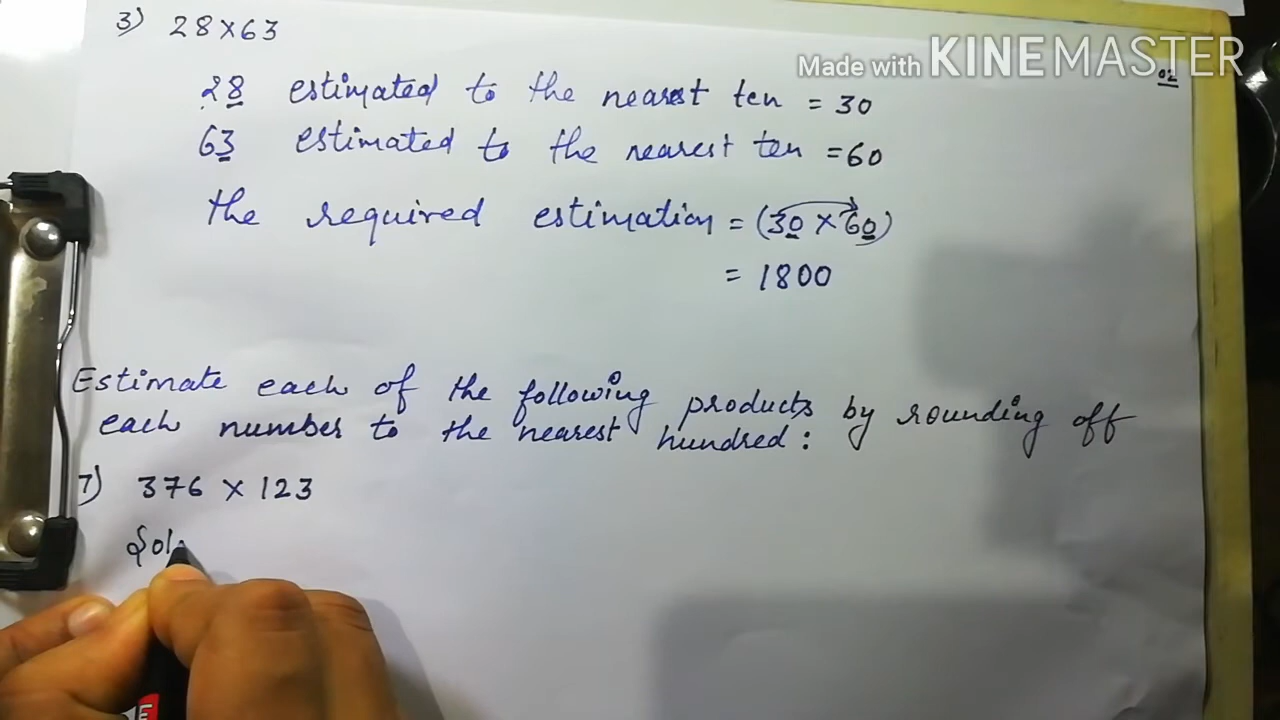 3) 28×63
Made with KINEMASTER
28 estimated to the nearest ten = 30
63 estimated to the nearest ten = 60
the required estimation = (30 × 60)
= 1800
Estimate each of the following products by rounding off
each number to the nearest hundred:
7) 376 × 123
Sol